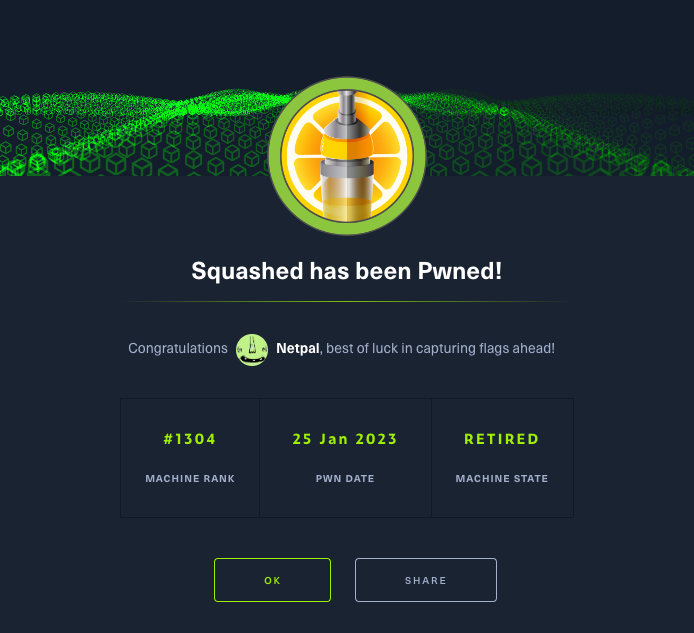 Squashed has been Pwned!
Congratulations Netpal, best of luck in capturing flags ahead!
#1304 25 Jan 2023 RETIRED
MACHINE RANK PWN DATE MACHINE STATE
OK SHARE